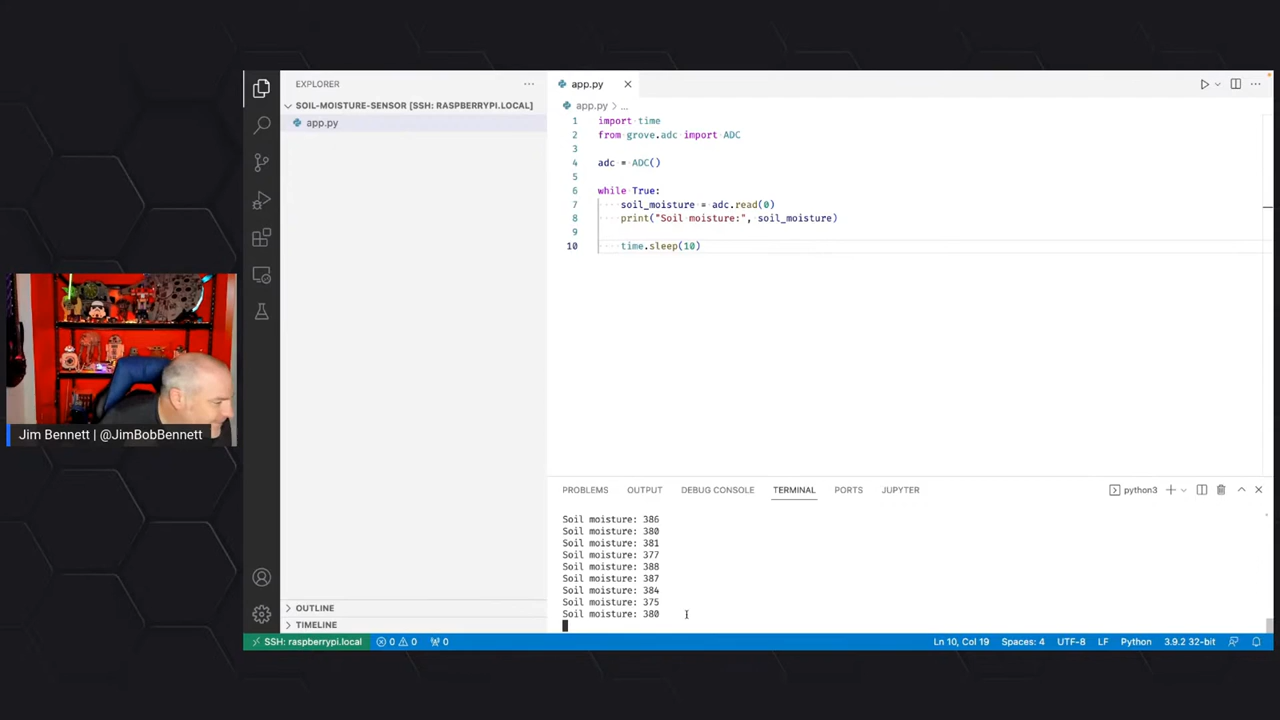 EXPLORER
SOIL-MOISTURE-SENSOR [SSH: RASPBERRYPI.LOCAL]
app.py
OUTLINE
TIMELINE
app.py
app.py > ...
1 import time
2 from grove.adc import ADC
3
4 adc = ADC()
5
6 while True:
7 soil_moisture = adc.read(0)
8 print("Soil moisture:", soil_moisture)
9
10 time.sleep(10)
Jim Bennett | @JimBobBennett
PROBLEMS OUTPUT DEBUG CONSOLE TERMINAL PORTS JUPYTER python3
Soil moisture: 386
Soil moisture: 380
Soil moisture: 381
Soil moisture: 377
Soil moisture: 388
Soil moisture: 387
Soil moisture: 384
Soil moisture: 375
Soil moisture: 380
SSH: raspberrypi.local 0 0 0 Ln 10, Col 19 Spaces: 4 UTF-8 LF Python 3.9.2 32-bit